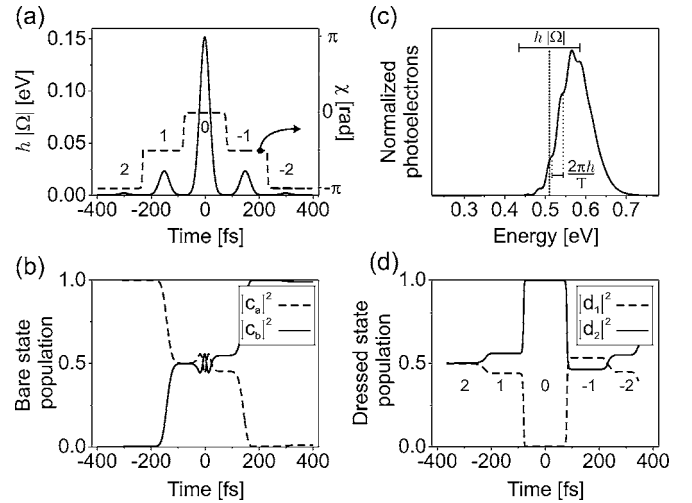 (a)
ħ |Ω| [eV]
0.15
0.10
0.05
0.00
π
0
-π
χ [rad]
2
1
0
-1
-2
-400 -200 0 200 400
Time [fs]
(c)
Normalized
photoelectrons
ħ |Ω|
2πħ
T
0.3 0.4 0.5 0.6 0.7
Energy [eV]
(b)
Bare state
population
1.0
0.5
0.0
|cₐ|²
|c_b|²
-400 -200 0 200 400
Time [fs]
(d)
Dressed state
population
1.0
0.5
0.0
|d₁|²
|d₂|²
2 1 0 -1 -2
-400 -200 0 200 400
Time [fs]